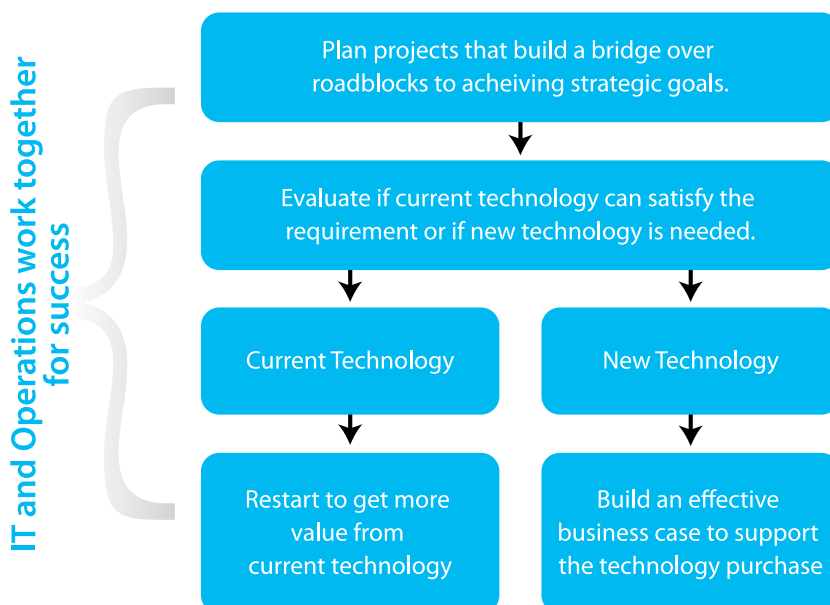 IT and Operations work together
for success
Plan projects that build a bridge over
roadblocks to acheiving strategic goals.
Evaluate if current technology can satisfy the
requirement or if new technology is needed.
Current Technology
New Technology
Restart to get more
value from
current technology
Build an effective
business case to support
the technology purchase